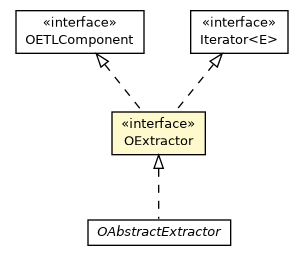 «interface»
OETLComponent
«interface»
Iterator<E>
«interface»
OExtractor
OAbstractExtractor